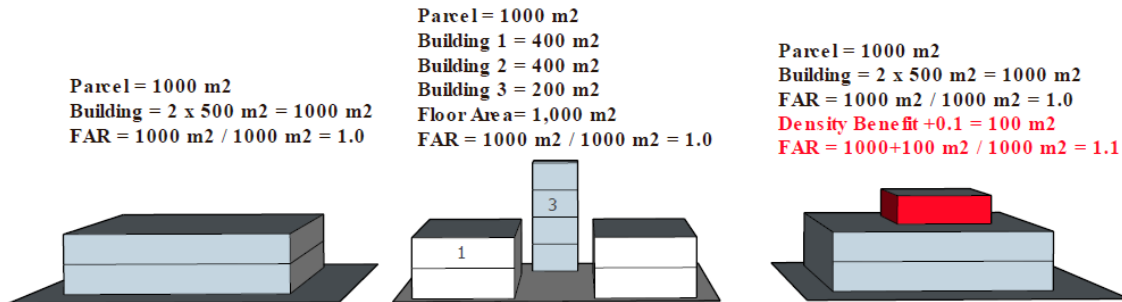 Parcel = 1000 m2
Building = 2 x 500 m2 = 1000 m2
FAR = 1000 m2 / 1000 m2 = 1.0
Parcel = 1000 m2
Building 1 = 400 m2
Building 2 = 400 m2
Building 3 = 200 m2
Floor Area= 1,000 m2
FAR = 1000 m2 / 1000 m2 = 1.0
3
1
Parcel = 1000 m2
Building = 2 x 500 m2 = 1000 m2
FAR = 1000 m2 / 1000 m2 = 1.0
Density Benefit +0.1 = 100 m2
FAR = 1000+100 m2 / 1000 m2 = 1.1